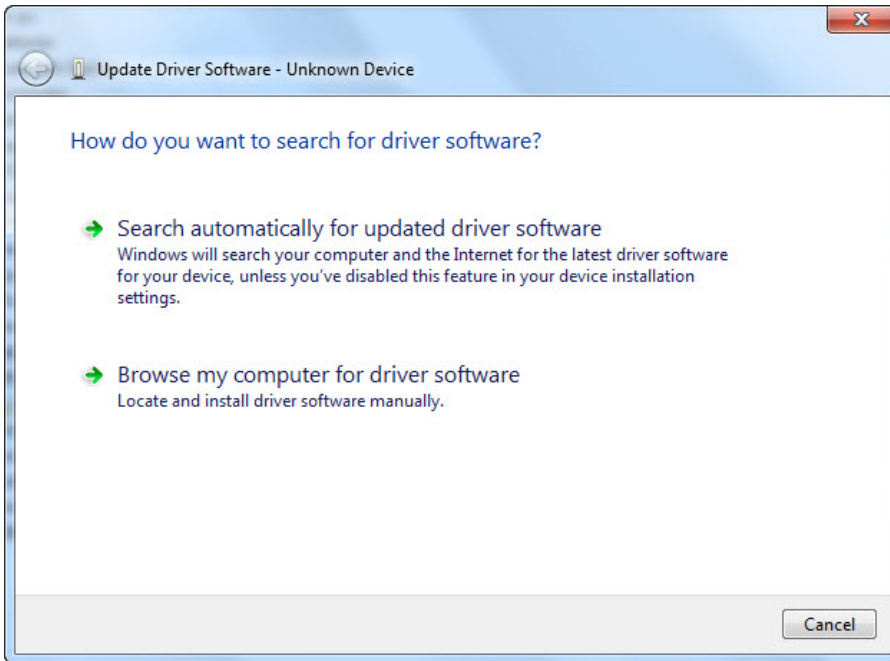 Update Driver Software - Unknown Device
How do you want to search for driver software?
Search automatically for updated driver software
Windows will search your computer and the Internet for the latest driver software
for your device, unless you've disabled this feature in your device installation
settings.
Browse my computer for driver software
Locate and install driver software manually.
Cancel